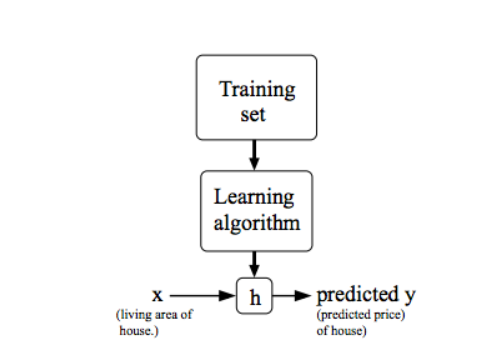 Training
set
Learning
algorithm
x
h
predicted y
(living area of
house.)
(predicted price)
of house)